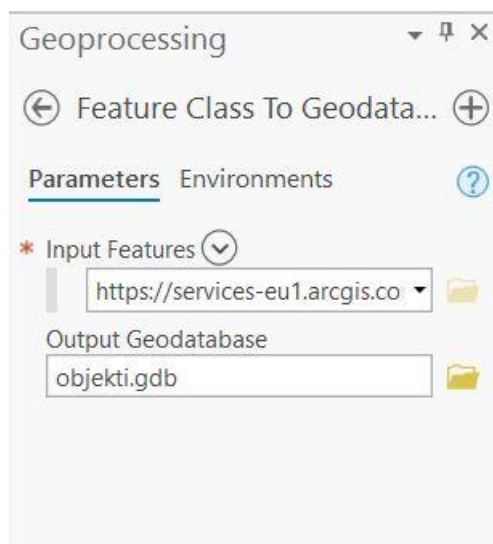 Geoprocessing
Feature Class To Geodata...
Parameters Environments
* Input Features
https://services-eu1.arcgis.co
Output Geodatabase
objekti.gdb